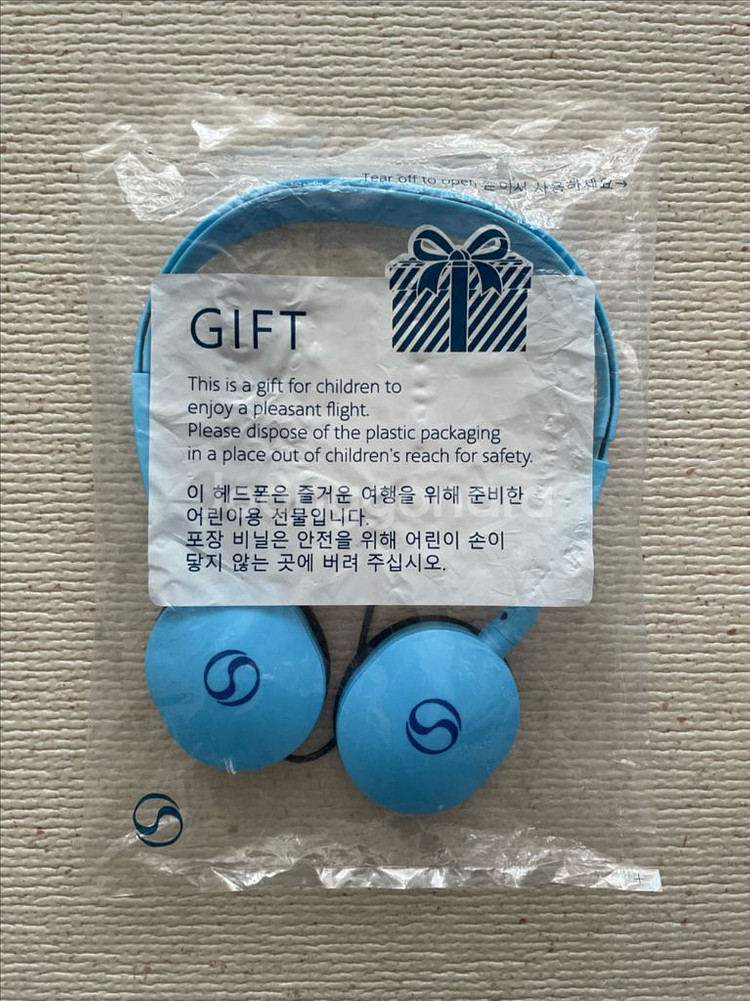 Tear off to open 뜯어서 사용하세요→
GIFT
This is a gift for children to
enjoy a pleasant flight.
Please dispose of the plastic packaging
in a place out of children's reach for safety.
이 헤드폰은 즐거운 여행을 위해 준비한
어린이용 선물입니다.
포장 비닐은 안전을 위해 어린이 손이
닿지 않는 곳에 버려 주십시오.